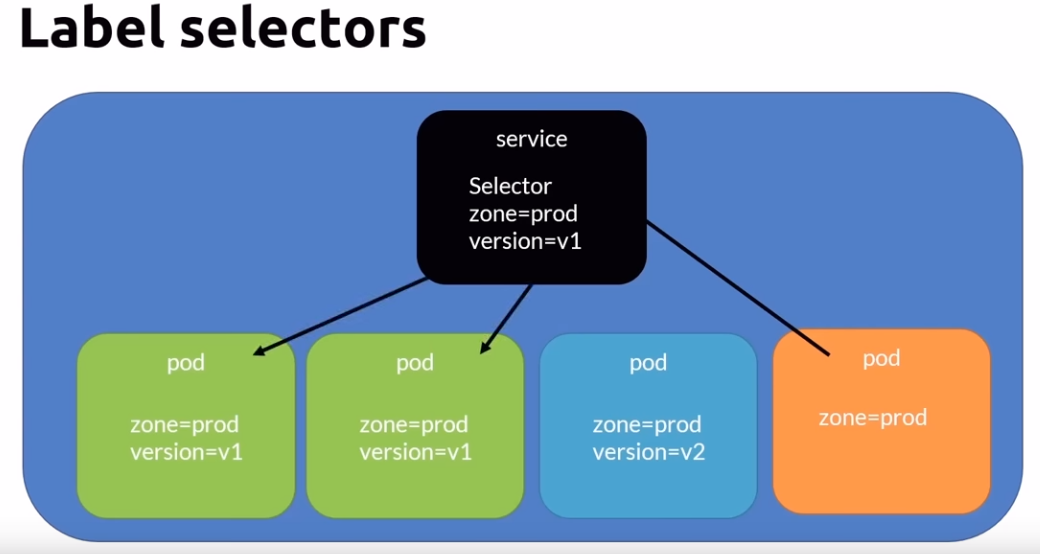 Label selectors
service
Selector
zone=prod
version=v1
pod
zone=prod
version=v1
pod
zone=prod
version=v1
pod
zone=prod
version=v2
pod
zone=prod